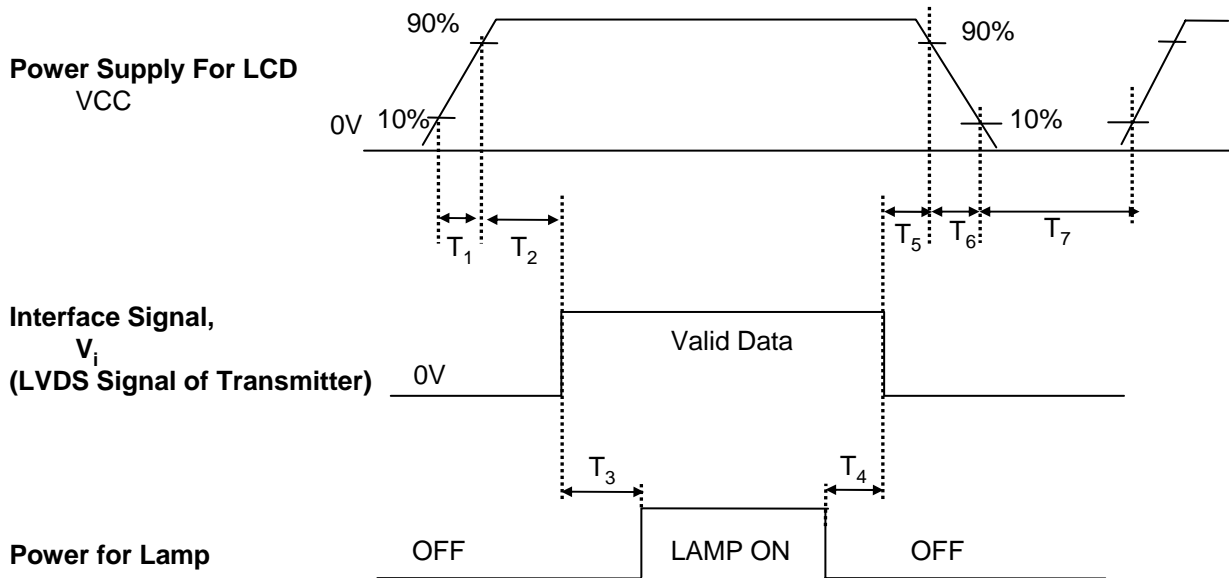 90%
90%
Power Supply For LCD
VCC
0V
10%
10%
T1
T2
T5
T6
T7
Interface Signal,
Vi
(LVDS Signal of Transmitter)
Valid Data
0V
T3
T4
Power for Lamp
OFF
LAMP ON
OFF